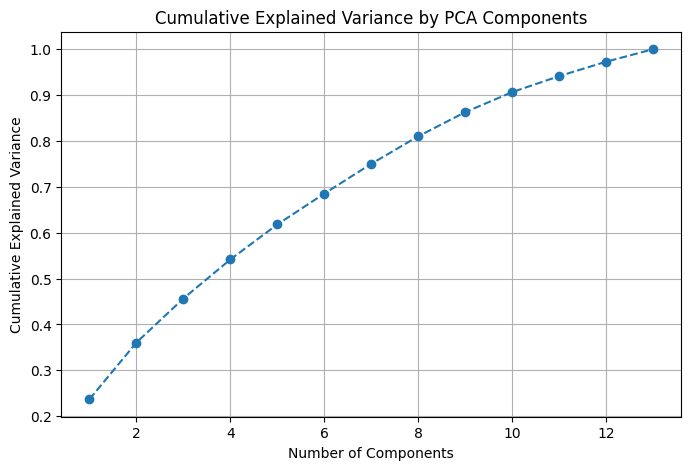 Cumulative Explained Variance by PCA Components
Cumulative Explained Variance
1.0
0.9
0.8
0.7
0.6
0.5
0.4
0.3
0.2
2 4 6 8 10 12
Number of Components